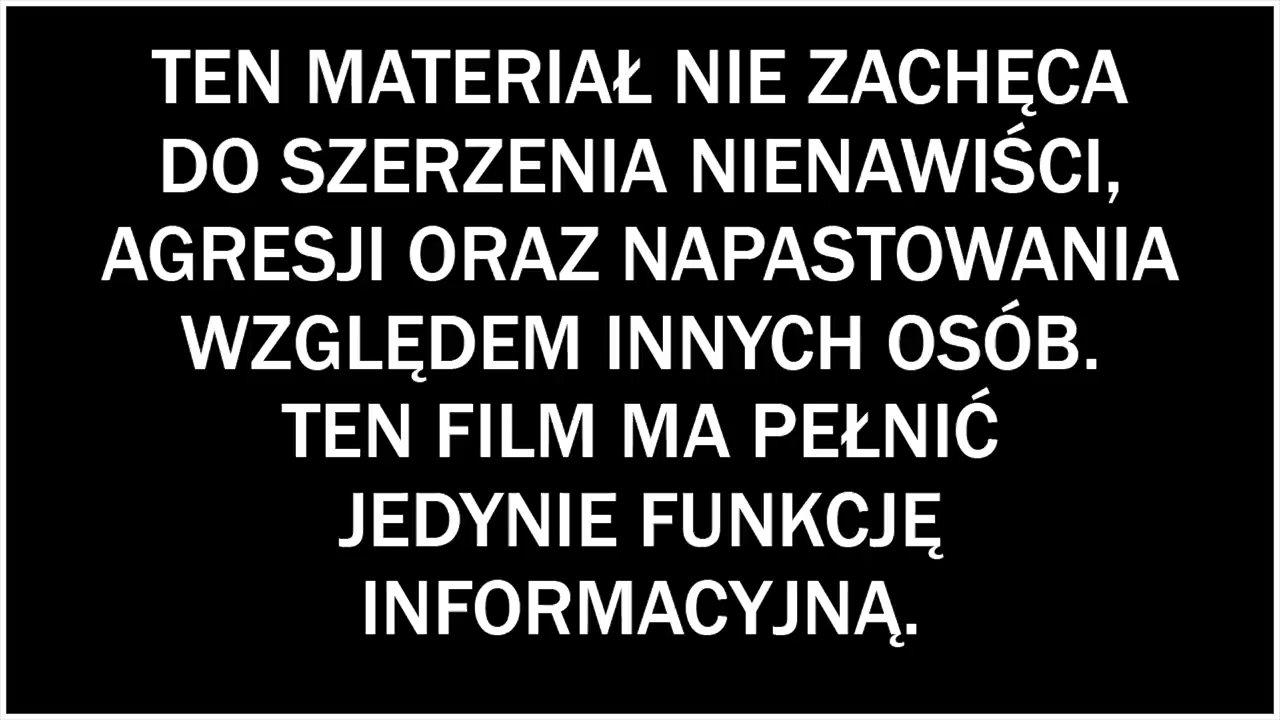 TEN MATERIAŁ NIE ZACHĘCA
DO SZERZENIA NIENAWIŚCI,
AGRESJI ORAZ NAPASTOWANIA
WZGLĘDEM INNYCH OSÓB.
TEN FILM MA PEŁNIĆ
JEDYNIE FUNKCJĘ
INFORMACYJNĄ.